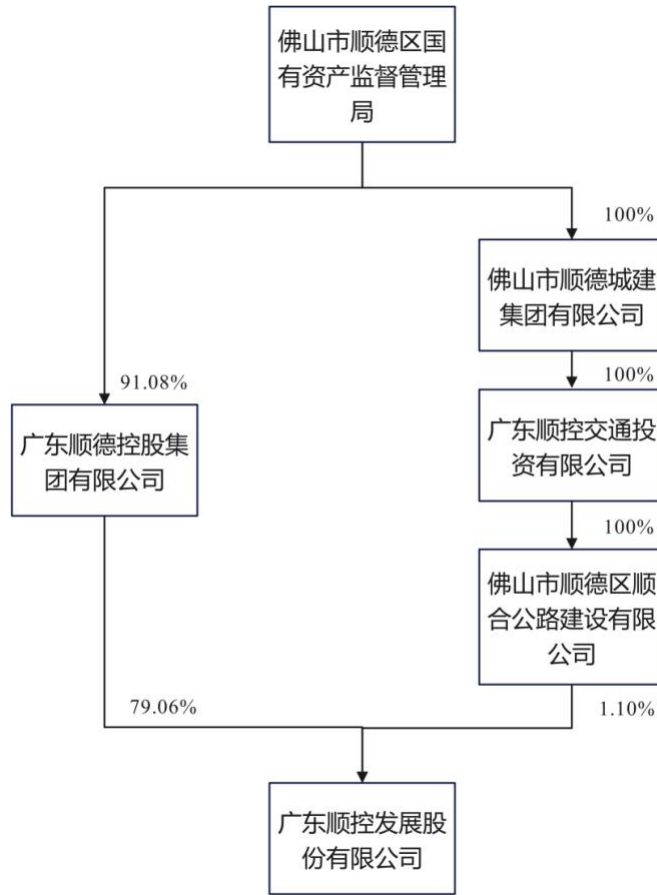 佛山市顺德区国
有资产监督管理
局
100%
佛山市顺德城建
集团有限公司
91.08%
100%
广东顺德控股集
团有限公司
广东顺控交通投
资有限公司
100%
佛山市顺德区顺
合公路建设有限
公司
79.06%
1.10%
广东顺控发展股
份有限公司